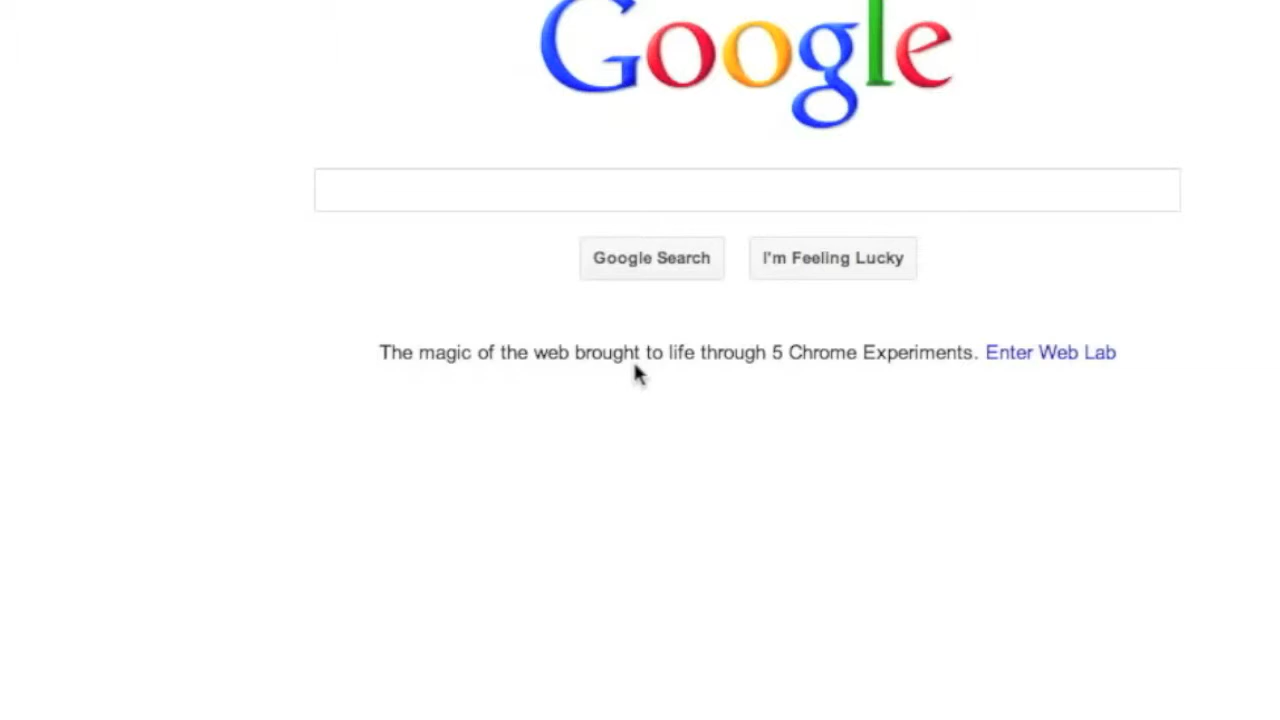 Google
Google Search
I'm Feeling Lucky
The magic of the web brought to life through 5 Chrome Experiments. Enter Web Lab